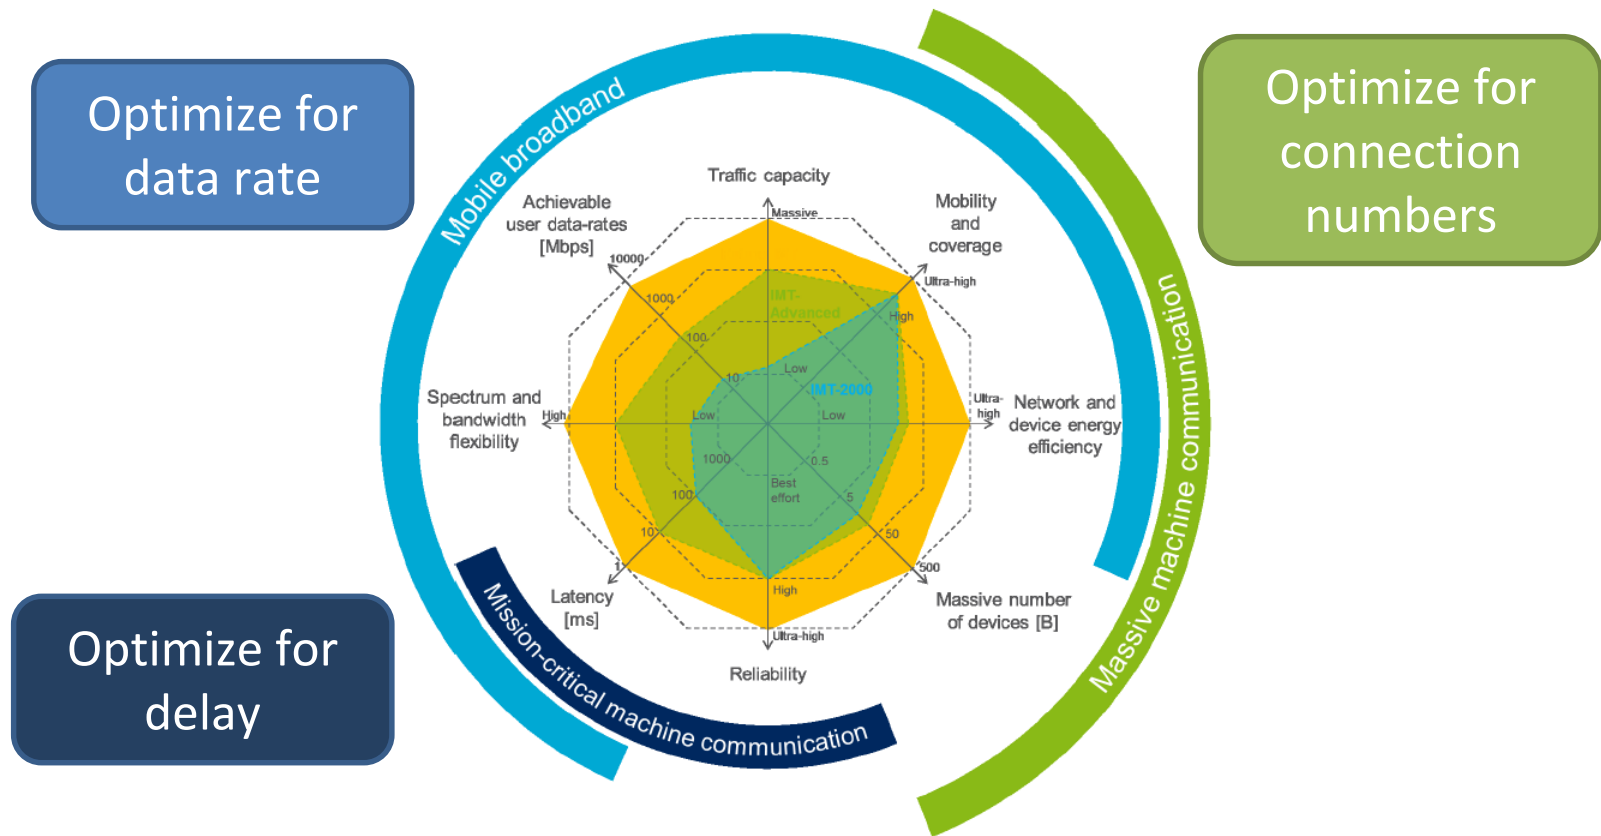 Optimize for
data rate
Optimize for
connection
numbers
Optimize for
delay
Mobile broadband
Massive machine communication
Mission-critical machine communication
Traffic capacity
Massive
Low
Mobility
and
coverage
Ultra-high
High
Network and
device energy
efficiency
Ultra-
high
Low
Massive number
of devices [B]
0.5
5
50
500
Reliability
Best
effort
High
Ultra-high
Latency
[ms]
1000
100
10
1
Spectrum and
bandwidth
flexibility
High
Low
Achievable
user data-rates
[Mbps]
10000
1000
100
10
IMT-
Advanced
IMT-2000